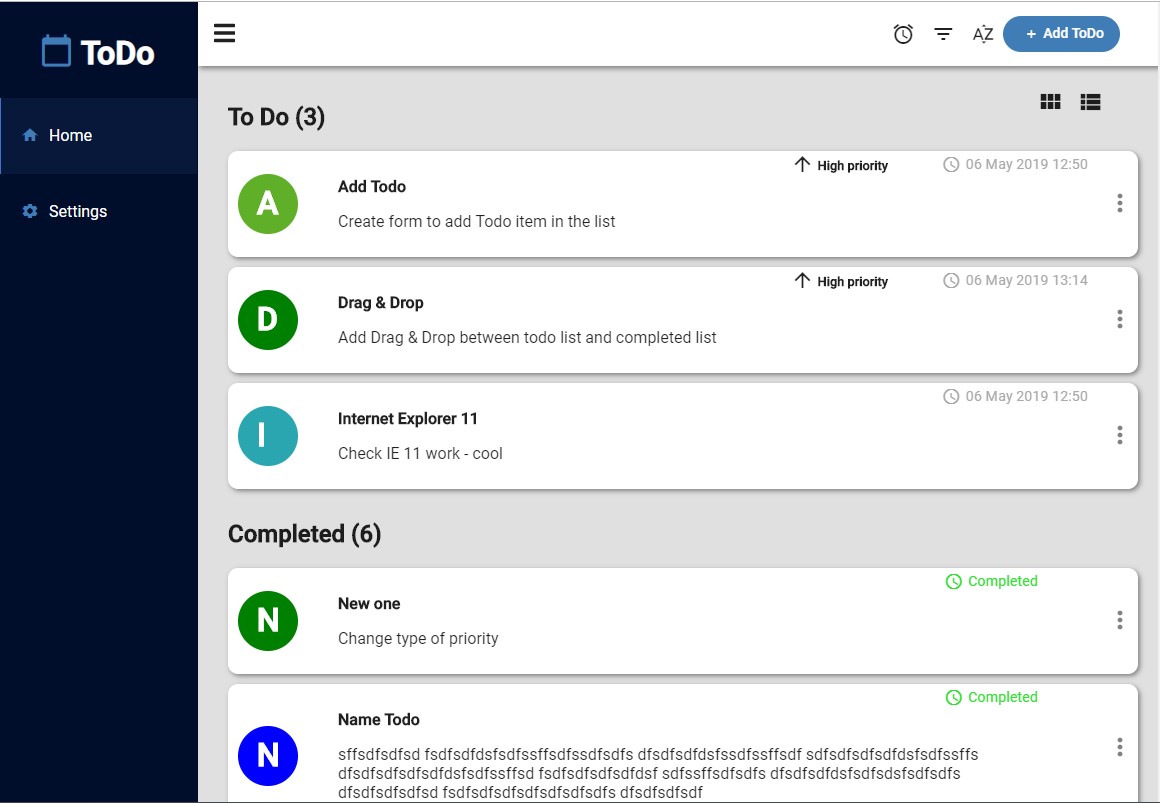 ToDo
Home
Settings
AZ
+ Add ToDo
To Do (3)
A
Add Todo
High priority
06 May 2019 12:50
Create form to add Todo item in the list
D
Drag & Drop
High priority
06 May 2019 13:14
Add Drag & Drop between todo list and completed list
I
Internet Explorer 11
06 May 2019 12:50
Check IE 11 work - cool
Completed (6)
N
New one
Completed
Change type of priority
N
Name Todo
Completed
sffsdfsdfsd fsdfsdfdsfsdfssffsdfssdfsdfs dfsdfsdfdsfssdfssffsdf sdfsdfsdfsdfdsfsdfssffs
dfsdfsdfsdfsdfdsfsdfssffsd fsdfsdfsdfsdfdsf sdfssffsdfsdfs dfsdfsdfdsfsdfsdsfsdfsdfs
dfsdfsdfsdfsd fsdfsdfsdfsdfsdfsdfs dfsdfsdfsdf